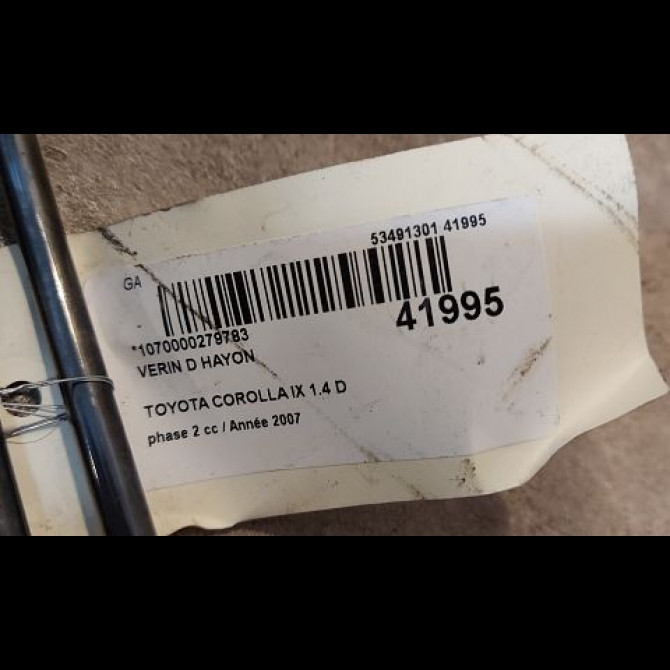 53491301 41995
GA
41995
*1070000279783
VERIN D HAYON
TOYOTA COROLLA IX 1.4 D
phase 2 cc / Année 2007